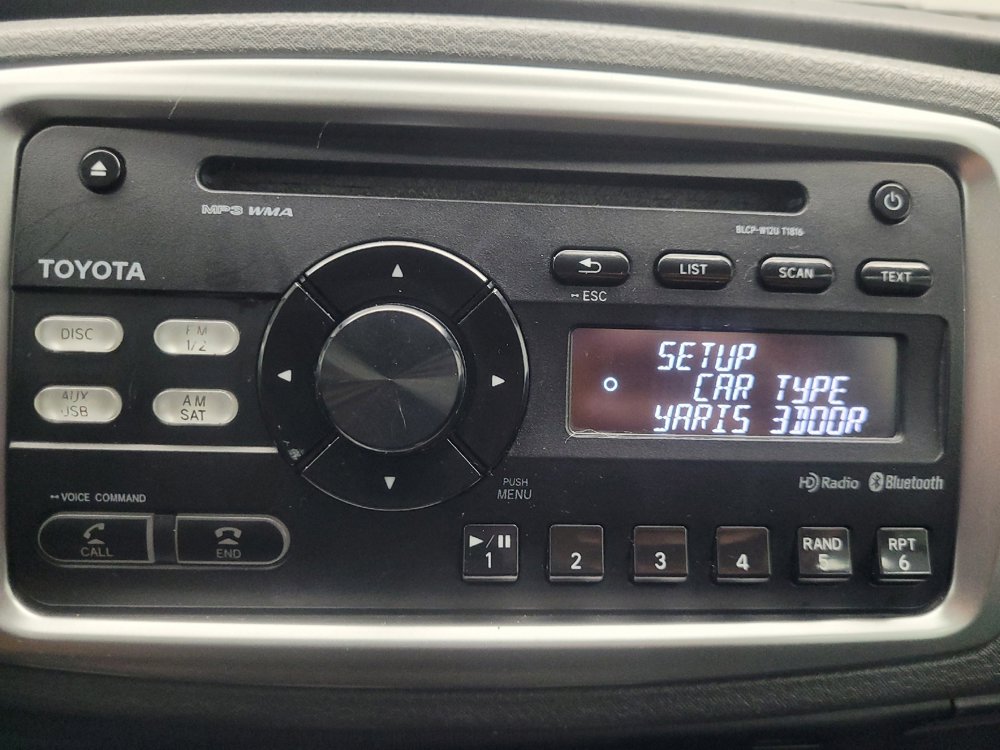 MP3 WMA
BLCP-W12U T1816
TOYOTA
LIST
SCAN
TEXT
ESC
DISC
FM
1/2
AUX
USB
AM
SAT
SETUP
CAR TYPE
YARIS 3DOOR
PUSH
MENU
HD Radio
Bluetooth
VOICE COMMAND
CALL
END
1
2
3
4
RAND
5
RPT
6